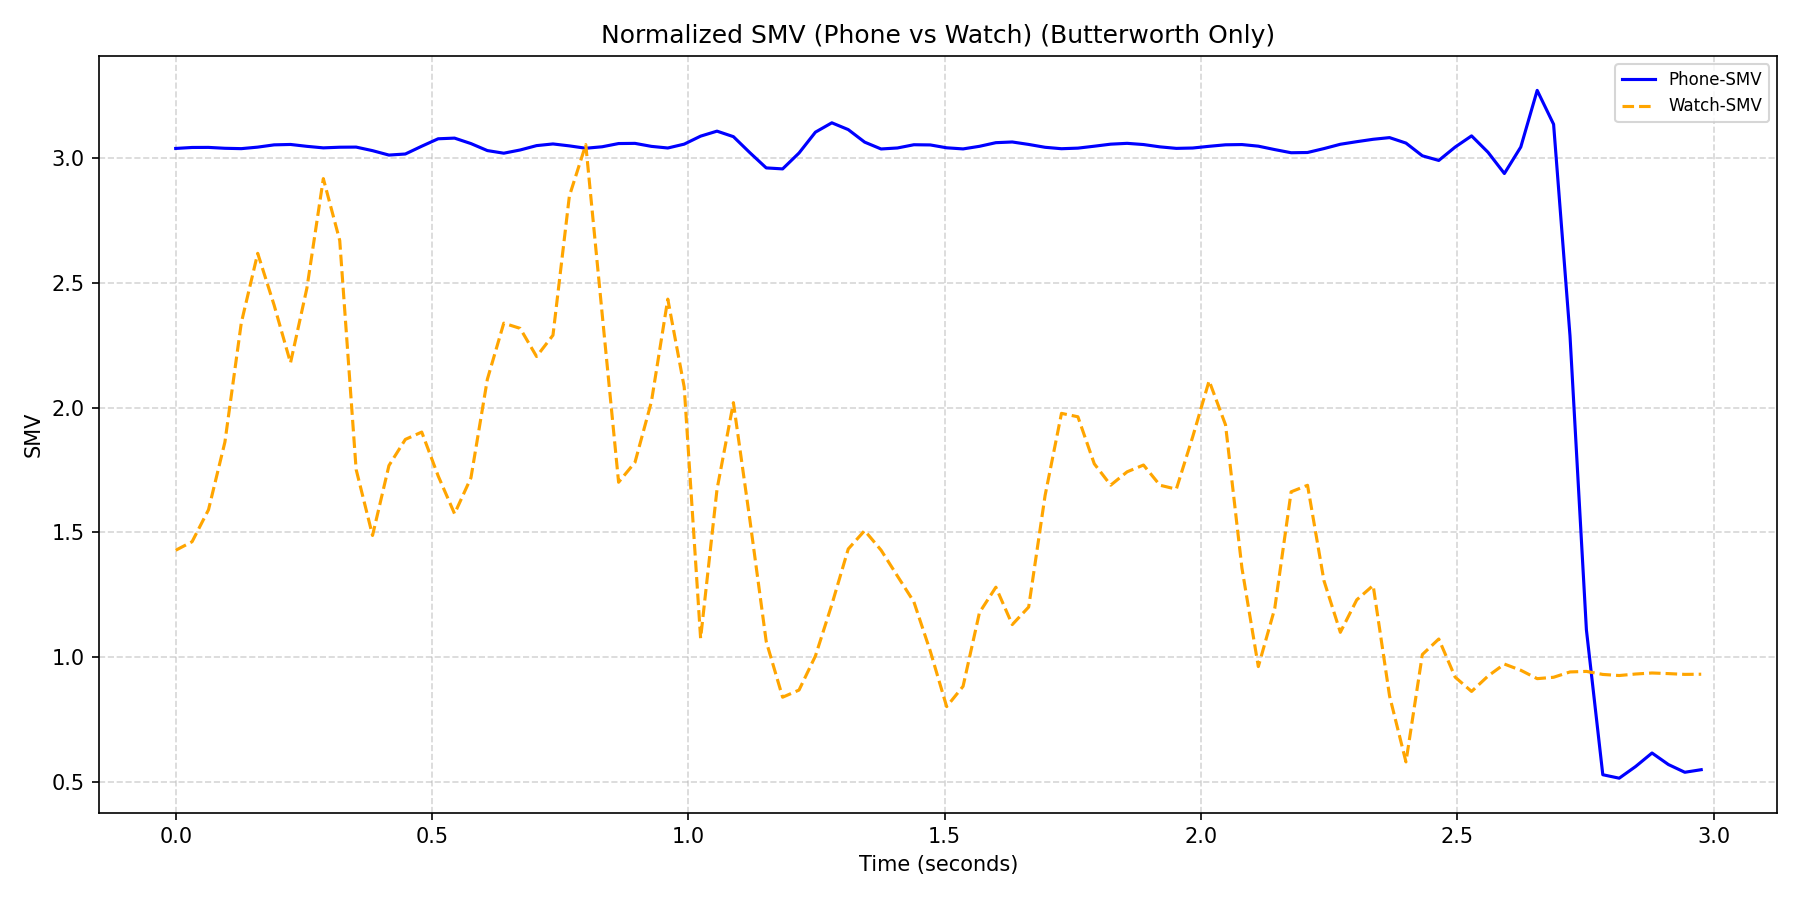 Normalized SMV (Phone vs Watch) (Butterworth Only)
Phone-SMV
Watch-SMV
SMV
3.0
2.5
2.0
1.5
1.0
0.5
0.0 0.5 1.0 1.5 2.0 2.5 3.0
Time (seconds)